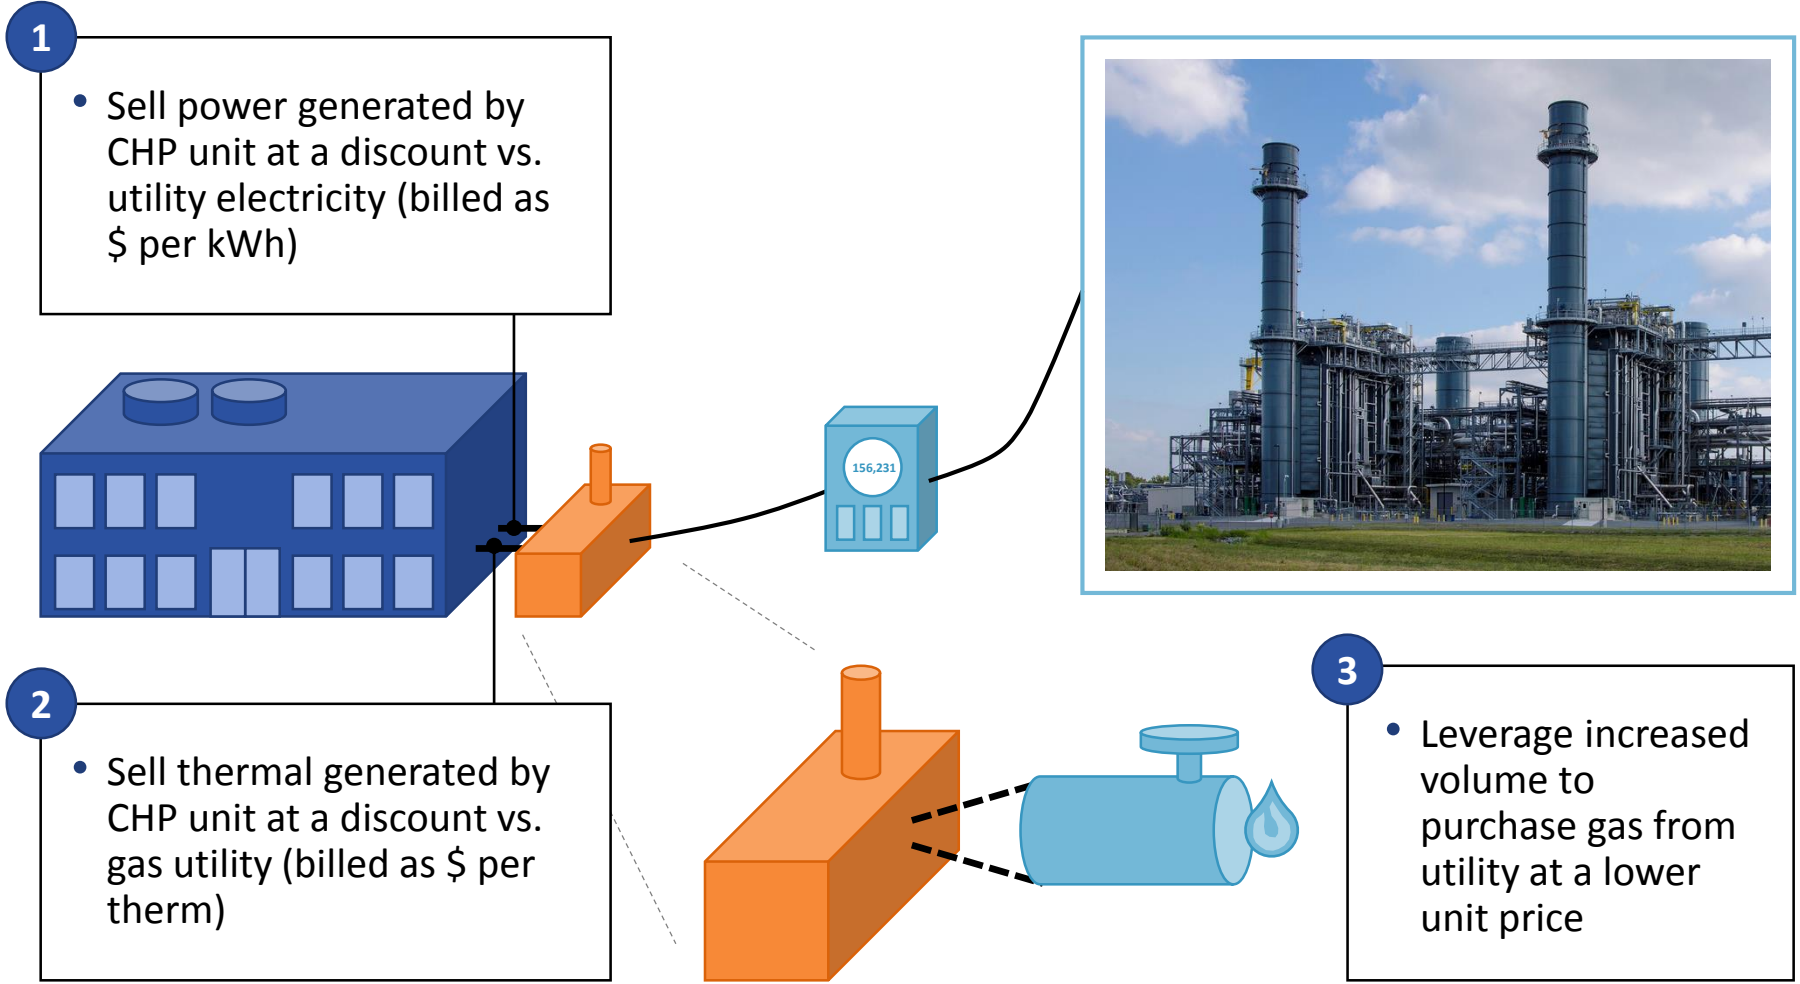 1
• Sell power generated by
CHP unit at a discount vs.
utility electricity (billed as
$ per kWh)
156,231
2
• Sell thermal generated by
CHP unit at a discount vs.
gas utility (billed as $ per
therm)
3
• Leverage increased
volume to
purchase gas from
utility at a lower
unit price